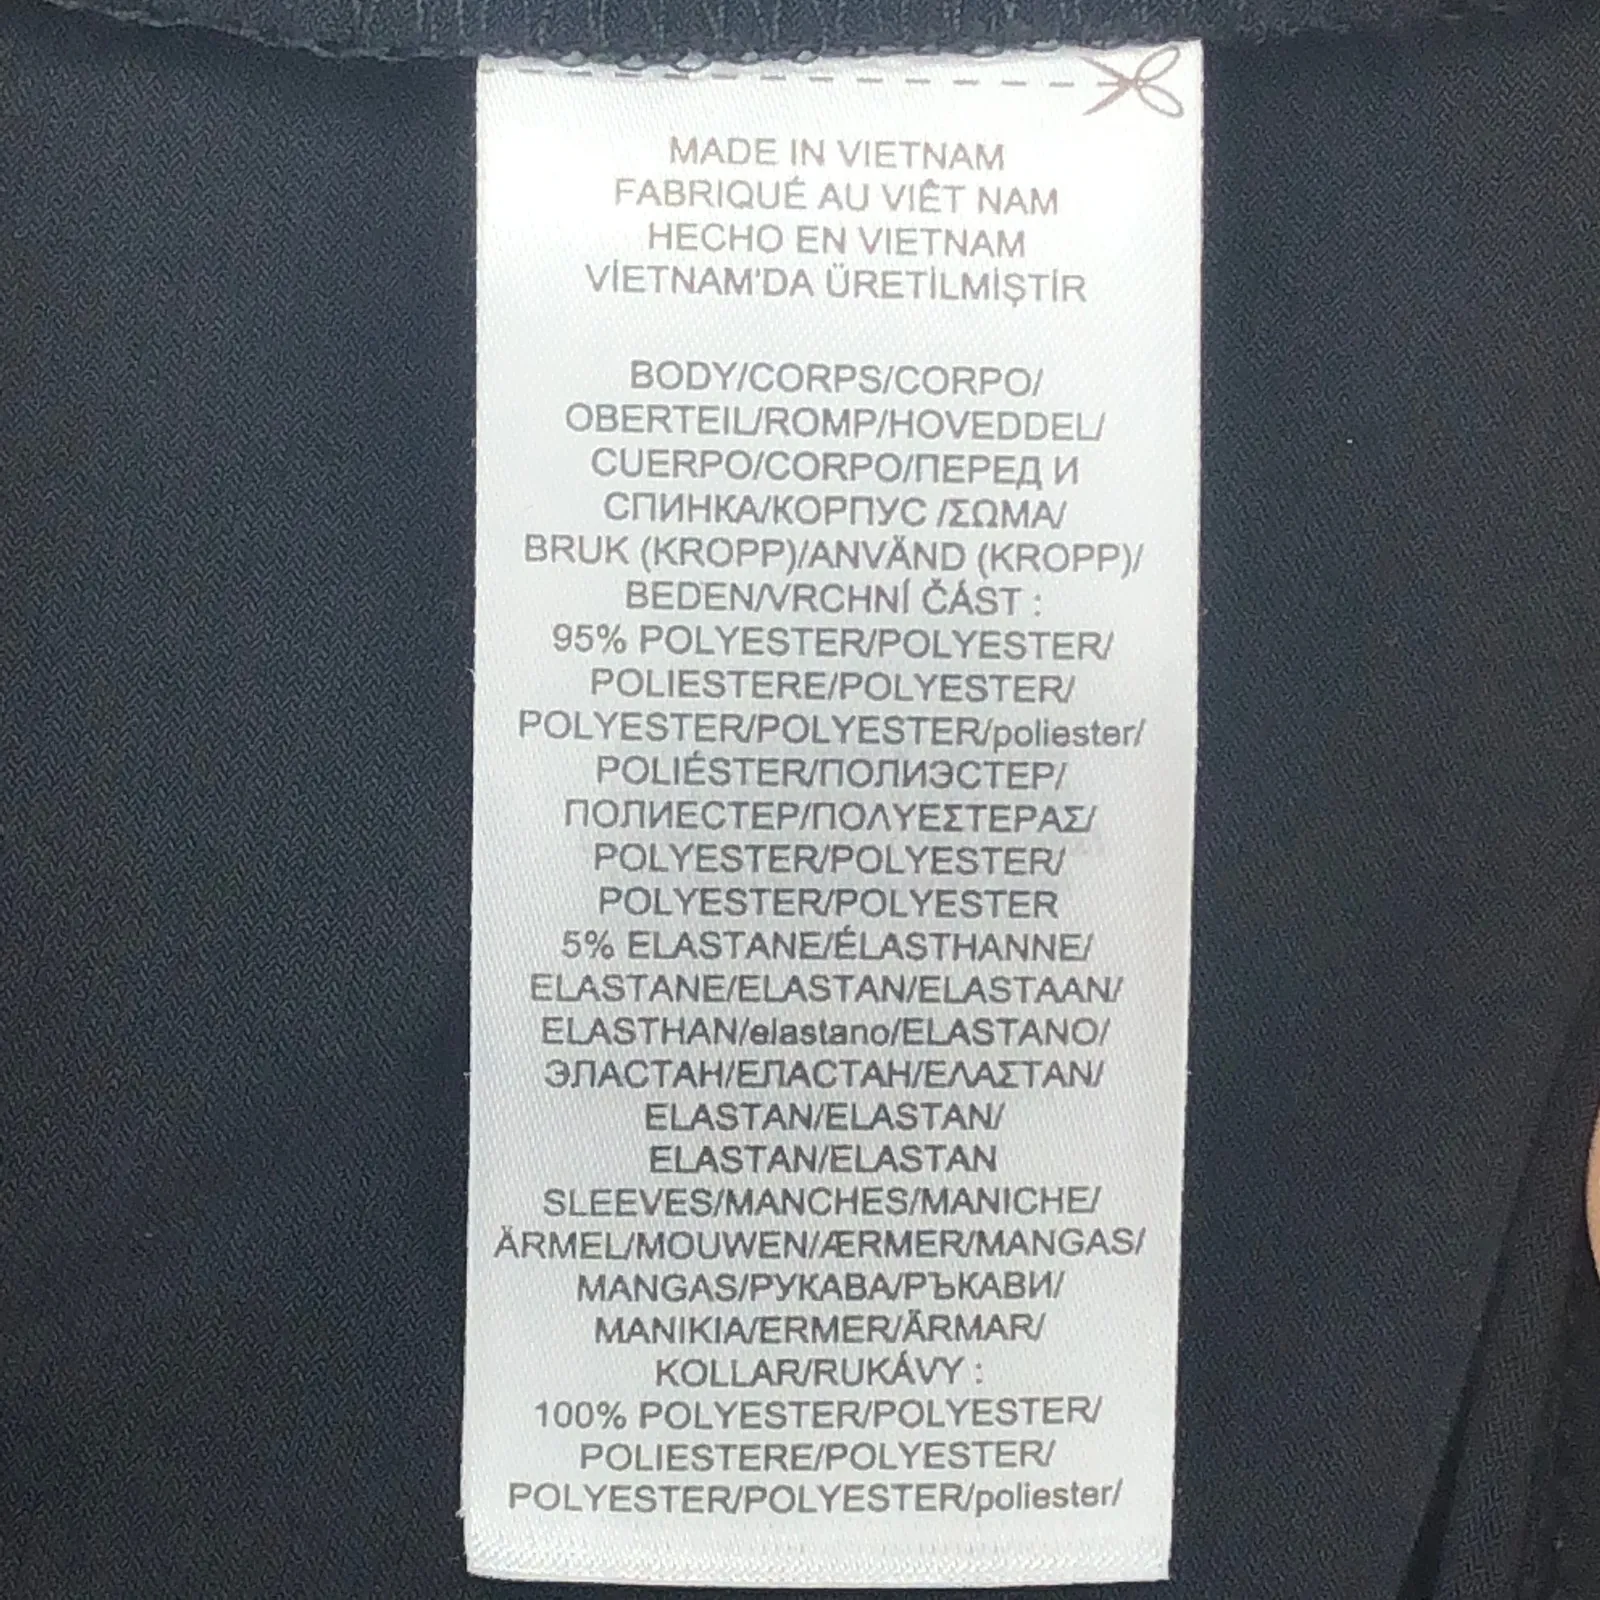 MADE IN VIETNAM
FABRIQUÉ AU VIÊT NAM
HECHO EN VIETNAM
VİETNAM'DA ÜRETİLMİŞTİR
BODY/CORPS/CORPO/
OBERTEIL/ROMP/HOVEDDEL/
CUERPO/CORPO/ПЕРЕД И
СПИНКА/КОРПУС /ΣΩΜΑ/
BRUK (KROPP)/ANVÄND (KROPP)/
BEDEN/VRCHNÍ ČÁST :
95% POLYESTER/POLYESTER/
POLIESTERE/POLYESTER/
POLYESTER/POLYESTER/poliester/
POLIÉSTER/ПОЛИЭСТЕР/
ПОЛИЕСТЕР/ΠΟΛΥΕΣΤΕΡΑΣ/
POLYESTER/POLYESTER/
POLYESTER/POLYESTER
5% ELASTANE/ÉLASTHANNE/
ELASTANE/ELASTAN/ELASTAAN/
ELASTHAN/elastano/ELASTANO/
ЭЛАСТАН/ЕЛАСТАН/ΕΛΑΣΤΑΝ/
ELASTAN/ELASTAN/
ELASTAN/ELASTAN
SLEEVES/MANCHES/MANICHE/
ÄRMEL/MOUWEN/ÆRMER/MANGAS/
MANGAS/РУКАВА/РЪКАВИ/
ΜΑΝΙΚΙΑ/ERMER/ÄRMAR/
KOLLAR/RUKÁVY :
100% POLYESTER/POLYESTER/
POLIESTERE/POLYESTER/
POLYESTER/POLYESTER/poliester/